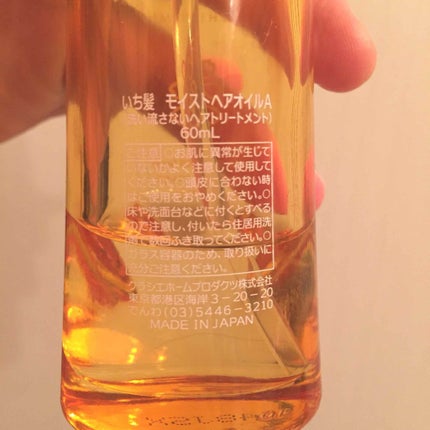 いち髪 モイストヘアオイルA
(洗い流さないヘアトリートメント)
60mL
ご注意 ○お肌に異常が生じて
いないかよく注意して使用して
ください。○頭皮に合わない時
はご使用をおやめください。○
床や洗面台などに付くとすべる
ので注意し、付いたら住居用洗
剤で数回ふき取ってください。○
ガラス容器のため、取り扱いに
充分ご注意ください。
クラシエホームプロダクツ株式会社
東京都港区海岸3-20-20
でんわ(03)5446-3210
MADE IN JAPAN